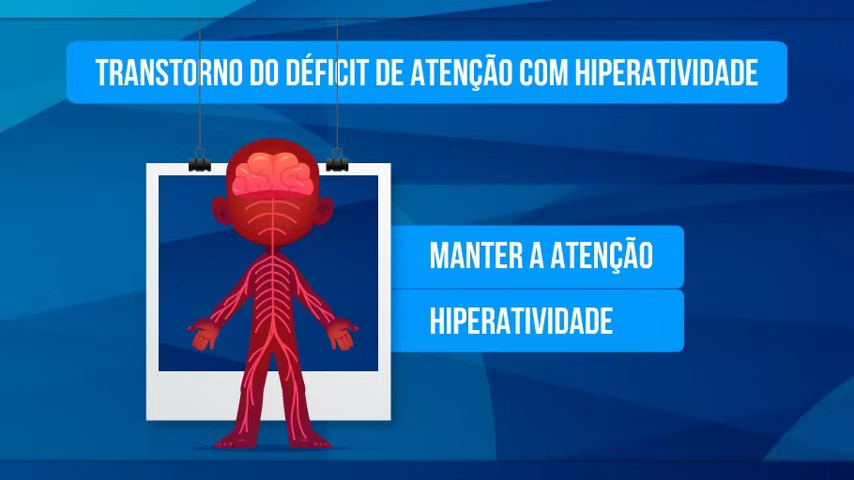 TRANSTORNO DO DÉFICIT DE ATENÇÃO COM HIPERATIVIDADE
MANTER A ATENÇÃO
HIPERATIVIDADE